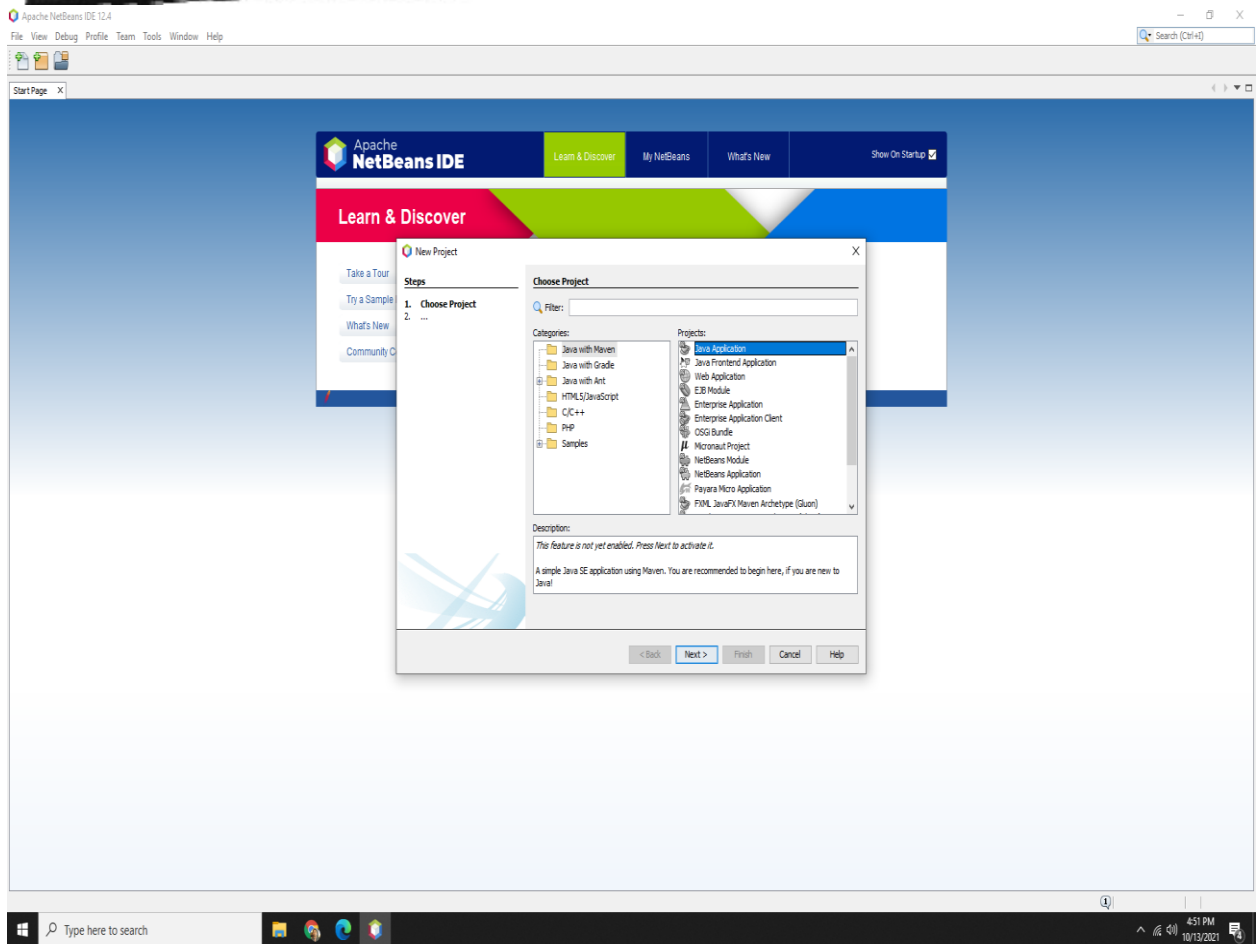 Apache NetBeans IDE 12.4
File View Debug Profile Team Tools Window Help
Search (Ctrl+I)
Start Page X
Apache
NetBeans IDE
Learn & Discover
My NetBeans
What's New
Show On Startup
Learn & Discover
Take a Tour
Try a Sample
What's New
Community C
New Project
Steps
1. Choose Project
2. ...
Choose Project
Filter:
Categories:
Java with Maven
Java with Gradle
Java with Ant
HTML5/JavaScript
C/C++
PHP
Samples
Projects:
Java Application
Java Frontend Application
Web Application
EJB Module
Enterprise Application
Enterprise Application Client
OSGi Bundle
Micronaut Project
NetBeans Module
NetBeans Application
Payara Micro Application
FXML JavaFX Maven Archetype (Gluon)
Description:
This feature is not yet enabled. Press Next to activate it.
A simple Java SE application using Maven. You are recommended to begin here, if you are new to
Java!
< Back Next > Finish Cancel Help
1
Type here to search
4:51 PM
10/13/2021
4